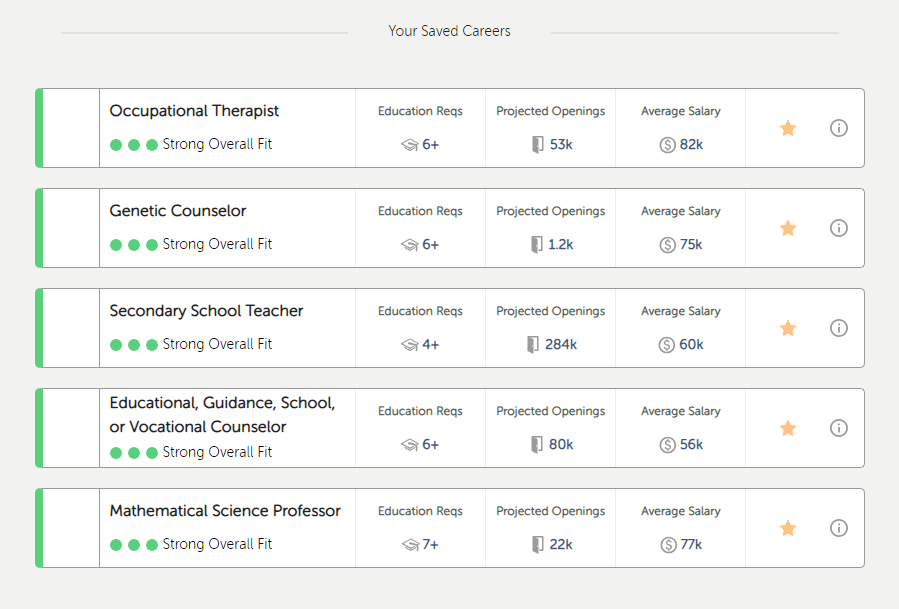 Your Saved Careers
Occupational Therapist
Strong Overall Fit
Education Reqs
6+
Projected Openings
53k
Average Salary
82k
Genetic Counselor
Strong Overall Fit
Education Reqs
6+
Projected Openings
1.2k
Average Salary
75k
Secondary School Teacher
Strong Overall Fit
Education Reqs
4+
Projected Openings
284k
Average Salary
60k
Educational, Guidance, School,
or Vocational Counselor
Strong Overall Fit
Education Reqs
6+
Projected Openings
80k
Average Salary
56k
Mathematical Science Professor
Strong Overall Fit
Education Reqs
7+
Projected Openings
22k
Average Salary
77k